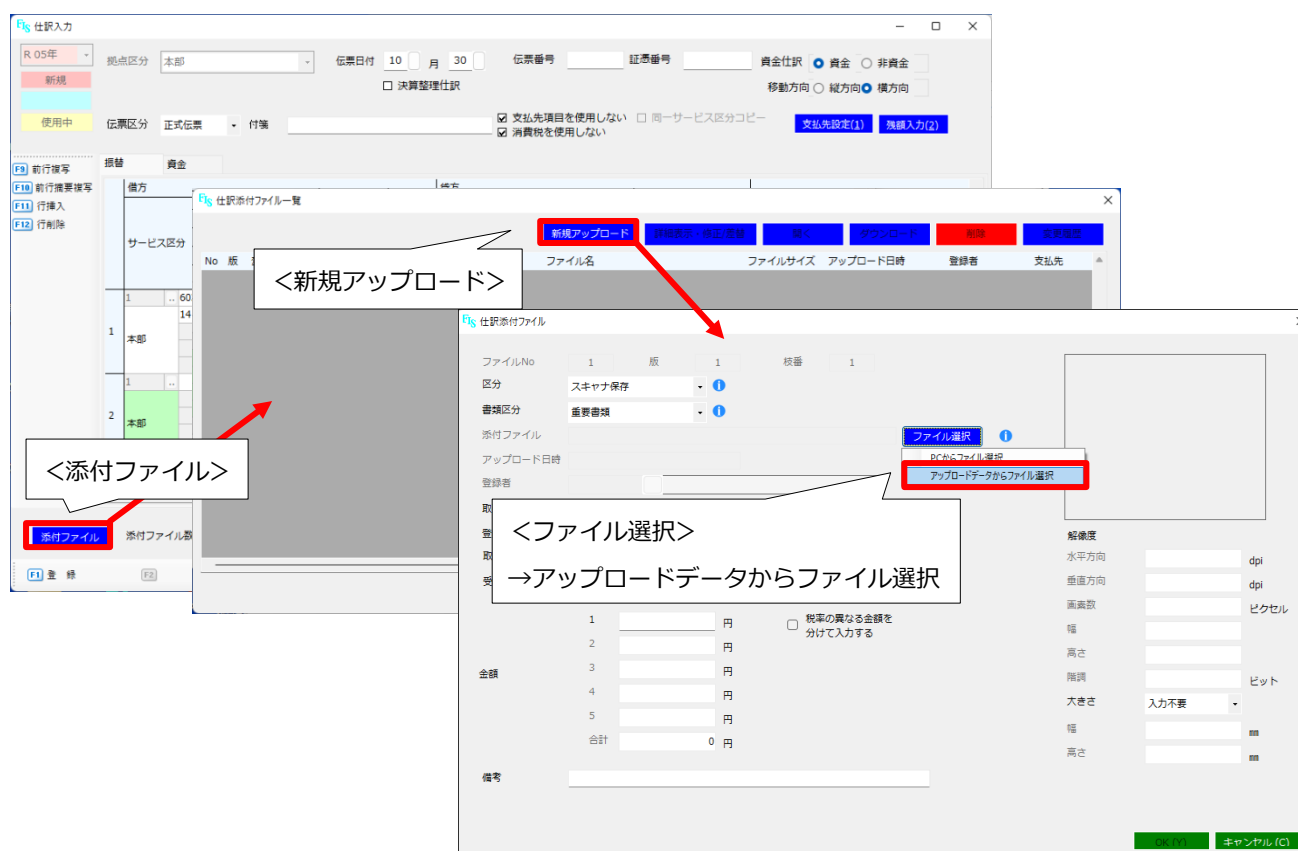 仕訳入力
R 05年
新規
使用中
拠点区分 本部
伝票日付 10 月 30
決算整理仕訳
伝票番号
証憑番号
資金仕訳 資金 非資金
移動方向 縦方向 横方向
伝票区分 正式伝票
付箋
支払先項目を使用しない 同一サービス区分コピー
消費税を使用しない
支払先設定(1) 残額入力(2)
F9 前行複写
F10 前行摘要複写
F11 行挿入
F12 行削除
振替 資金
借方
サービス区分
1 .. 60
14
1 本部
1 ..
2 本部
<添付ファイル>
添付ファイル 添付ファイル数
F1 登 録 F2
仕訳添付ファイル一覧
新規アップロード ダウンロード 削除
No 版 ファイル名 ファイルサイズ アップロード日時 登録者 支払先
<新規アップロード>
仕訳添付ファイル
ファイルNo 1 版 1 枝番 1
区分 スキャナ保存
書類区分 重要書類
添付ファイル ファイル選択
PCからファイル選択
アップロード日時
アップロードデータからファイル選択
登録者
<ファイル選択>
→アップロードデータからファイル選択
金額
1 円
2 円
3 円
4 円
5 円
合計 0 円
税率の異なる金額を
分けて入力する
備考
解像度
水平方向 dpi
垂直方向 dpi
画素数 ピクセル
幅
高さ
階調 ビット
大きさ 入力不要
幅 mm
高さ mm
OK (Y) キャンセル (C)